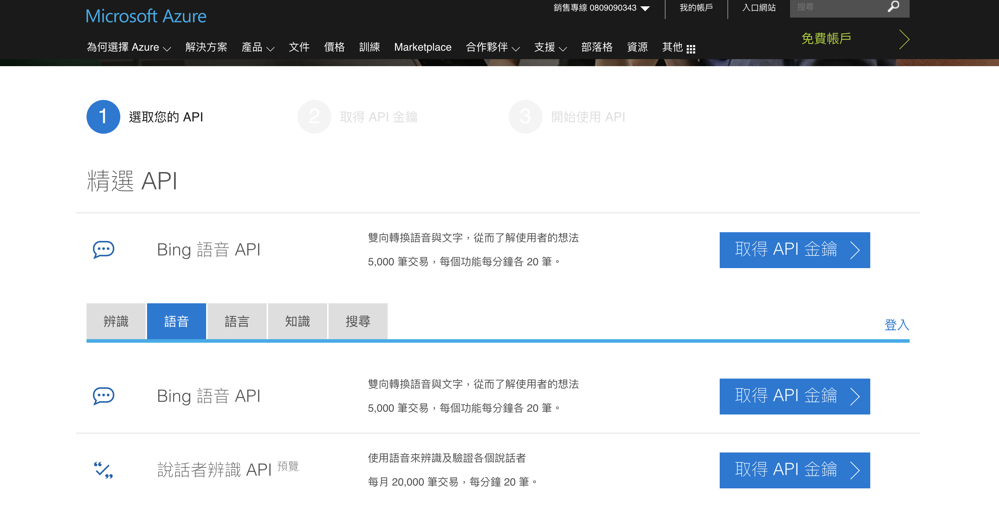 Microsoft Azure
銷售專線 0809090343
我的帳戶
入口網站
搜尋
為何選擇 Azure
解決方案
產品
文件
價格
訓練
Marketplace
合作夥伴
支援
部落格
資源
其他
免費帳戶
1
選取您的 API
2
取得 API 金鑰
3
開始使用 API
精選 API
Bing 語音 API
雙向轉換語音與文字，從而了解使用者的想法
5,000 筆交易，每個功能每分鐘各 20 筆。
取得 API 金鑰
辨識
語音
語言
知識
搜尋
登入
Bing 語音 API
雙向轉換語音與文字，從而了解使用者的想法
5,000 筆交易，每個功能每分鐘各 20 筆。
取得 API 金鑰
說話者辨識 API 預覽
使用語音來辨識及驗證各個說話者
每月 20,000 筆交易，每分鐘 20 筆。
取得 API 金鑰